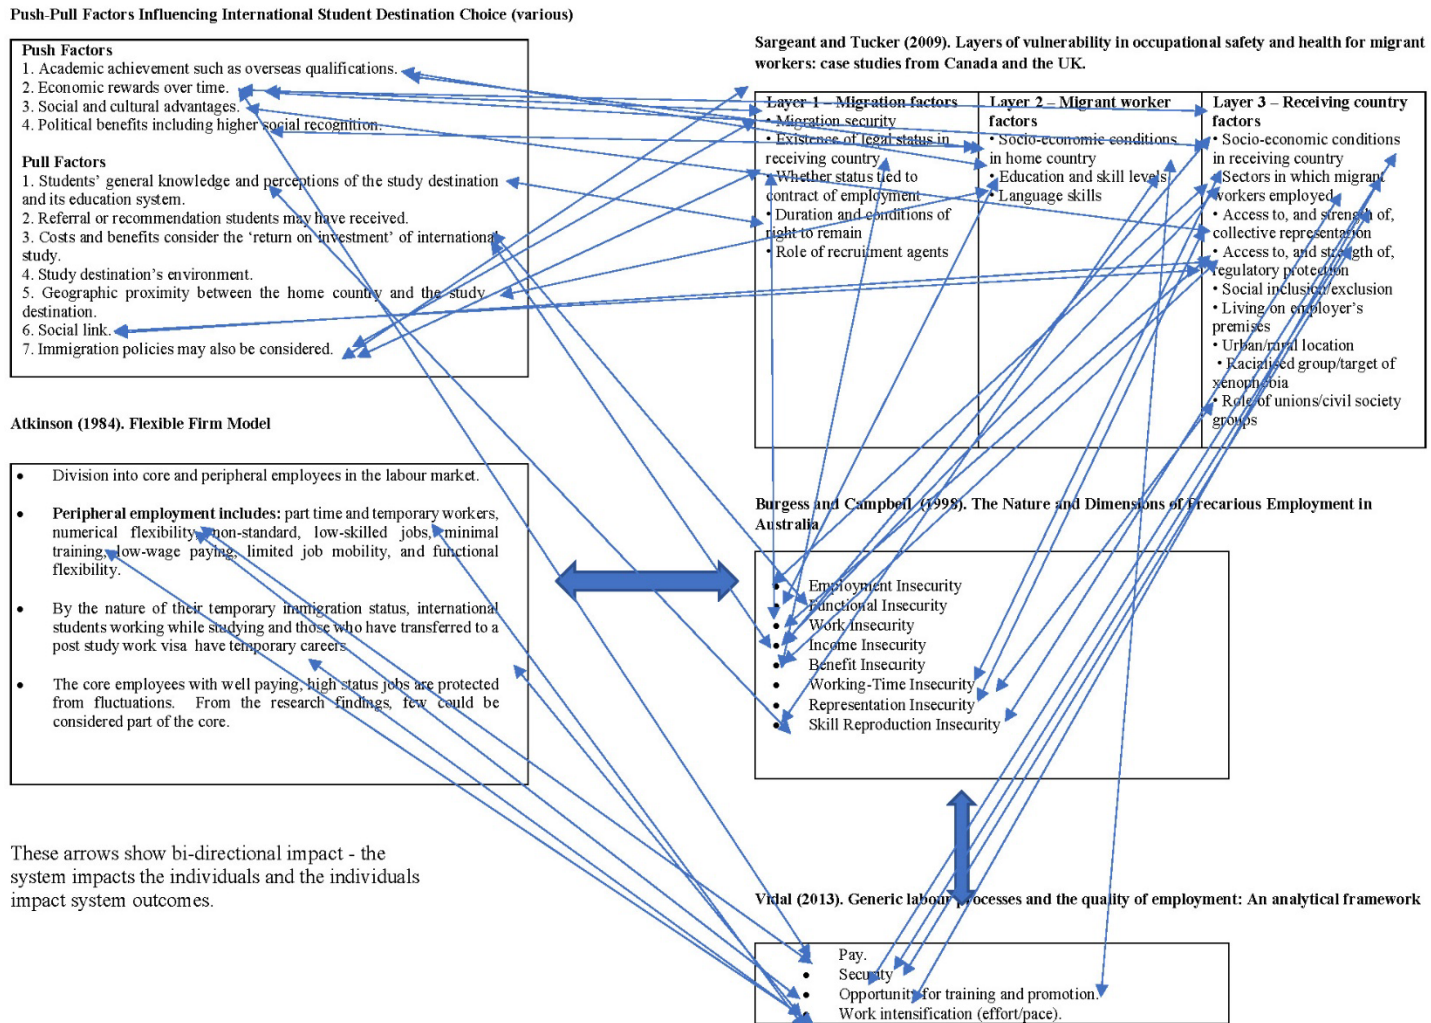 Push-Pull Factors Influencing International Student Destination Choice (various)
Push Factors
1. Academic achievement such as overseas qualifications.
2. Economic rewards over time.
3. Social and cultural advantages.
4. Political benefits including higher social recognition.
Pull Factors
1. Students' general knowledge and perceptions of the study destination
and its education system.
2. Referral or recommendation students may have received.
3. Costs and benefits consider the 'return on investment' of international
study.
4. Study destination's environment.
5. Geographic proximity between the home country and the study
destination.
6. Social link.
7. Immigration policies may also be considered.
Sargeant and Tucker (2009). Layers of vulnerability in occupational safety and health for migrant
workers: case studies from Canada and the UK.
Layer 1 – Migration factors
• Migration security
• Existence of legal status in
receiving country
• Whether status tied to
contract of employment
• Duration and conditions of
right to remain
• Role of recruitment agents
Layer 2 – Migrant worker
factors
• Socio-economic conditions
in home country
• Education and skill levels
• Language skills
Layer 3 – Receiving country
factors
• Socio-economic conditions
in receiving country
• Sectors in which migrant
workers employed
• Access to, and strength of,
collective representation
• Access to, and strength of,
regulatory protection
• Social inclusion/exclusion
• Living on employer's
premises
• Urban/rural location
• Racialised group/target of
xenophobia
• Role of unions/civil society
groups
Atkinson (1984). Flexible Firm Model
• Division into core and peripheral employees in the labour market.
• Peripheral employment includes: part time and temporary workers,
numerical flexibility, non-standard, low-skilled jobs, minimal
training, low-wage paying, limited job mobility, and functional
flexibility.
• By the nature of their temporary immigration status, international
students working while studying and those who have transferred to a
post study work visa have temporary careers
• The core employees with well paying, high status jobs are protected
from fluctuations. From the research findings, few could be
considered part of the core.
Burgess and Campbell (1998). The Nature and Dimensions of Precarious Employment in
Australia
• Employment Insecurity
• Functional Insecurity
• Work Insecurity
• Income Insecurity
• Benefit Insecurity
• Working-Time Insecurity
• Representation Insecurity
• Skill Reproduction Insecurity
These arrows show bi-directional impact - the
system impacts the individuals and the individuals
impact system outcomes.
Vidal (2013). Generic labour processes and the quality of employment: An analytical framework
Pay.
• Security
• Opportunity for training and promotion.
• Work intensification (effort/pace).